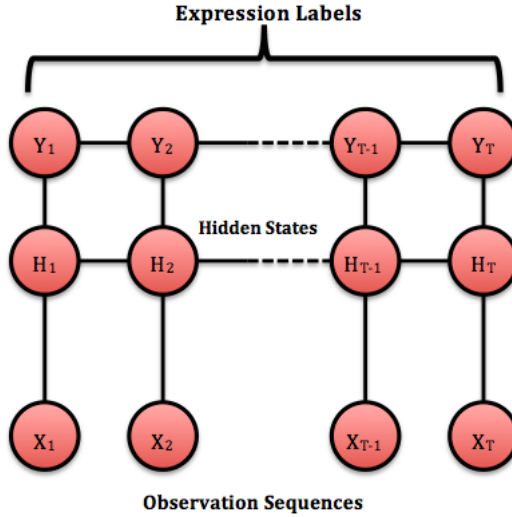 Expression Labels
Y1 Y2 YT-1 YT
Hidden States
H1 H2 HT-1 HT
X1 X2 XT-1 XT
Observation Sequences